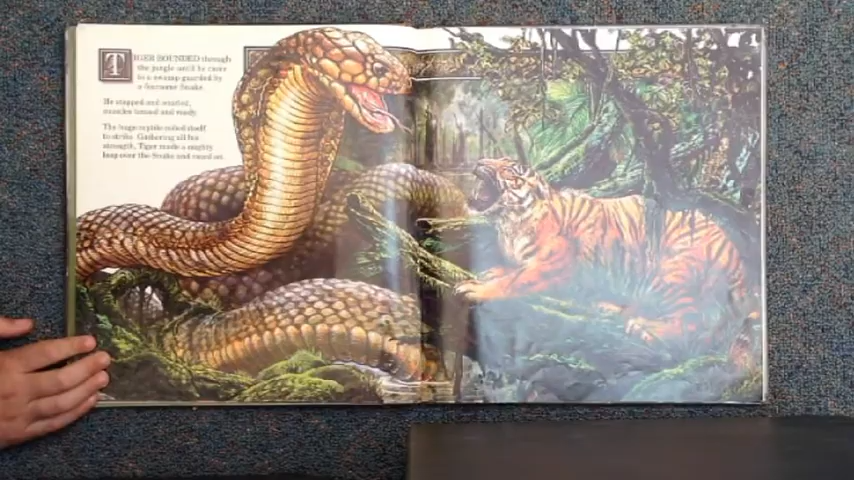 TIGER BOUNDED through
the jungle until he came
to a swamp guarded by
a fearsome Snake.
He stopped and snarled,
muscles tensed and ready.
The huge reptile coiled itself
to strike. Gathering all his
strength, Tiger made a mighty
leap over the Snake and raced on.